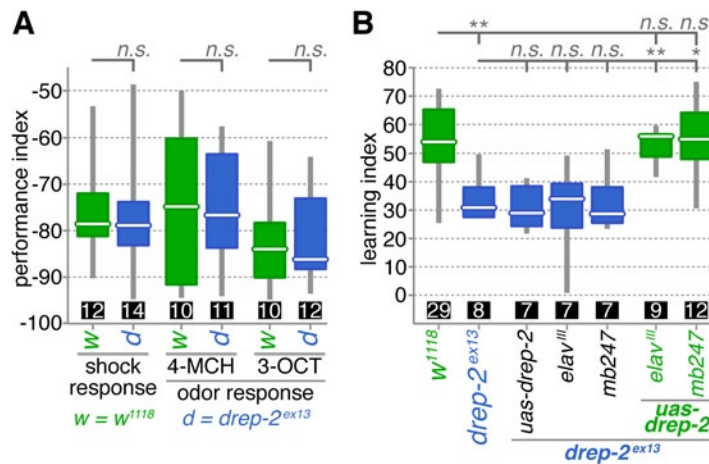 A
n.s.
n.s.
n.s.
performance index
-50
-60
-70
-80
-90
-100
12
14
10
11
10
12
w
d
w
d
w
d
shock response
4-MCH
3-OCT
odor response
w = w1118
d = drep-2ex13
B
n.s.
**
n.s.
n.s.
n.s.
n.s.
**
*
learning index
80
70
60
50
40
30
20
10
0
29
8
7
7
7
9
12
w1118
drep-2ex13
uas-drep-2
elavIII
mb247
elavIII
mb247
uas-
drep-2
drep-2ex13